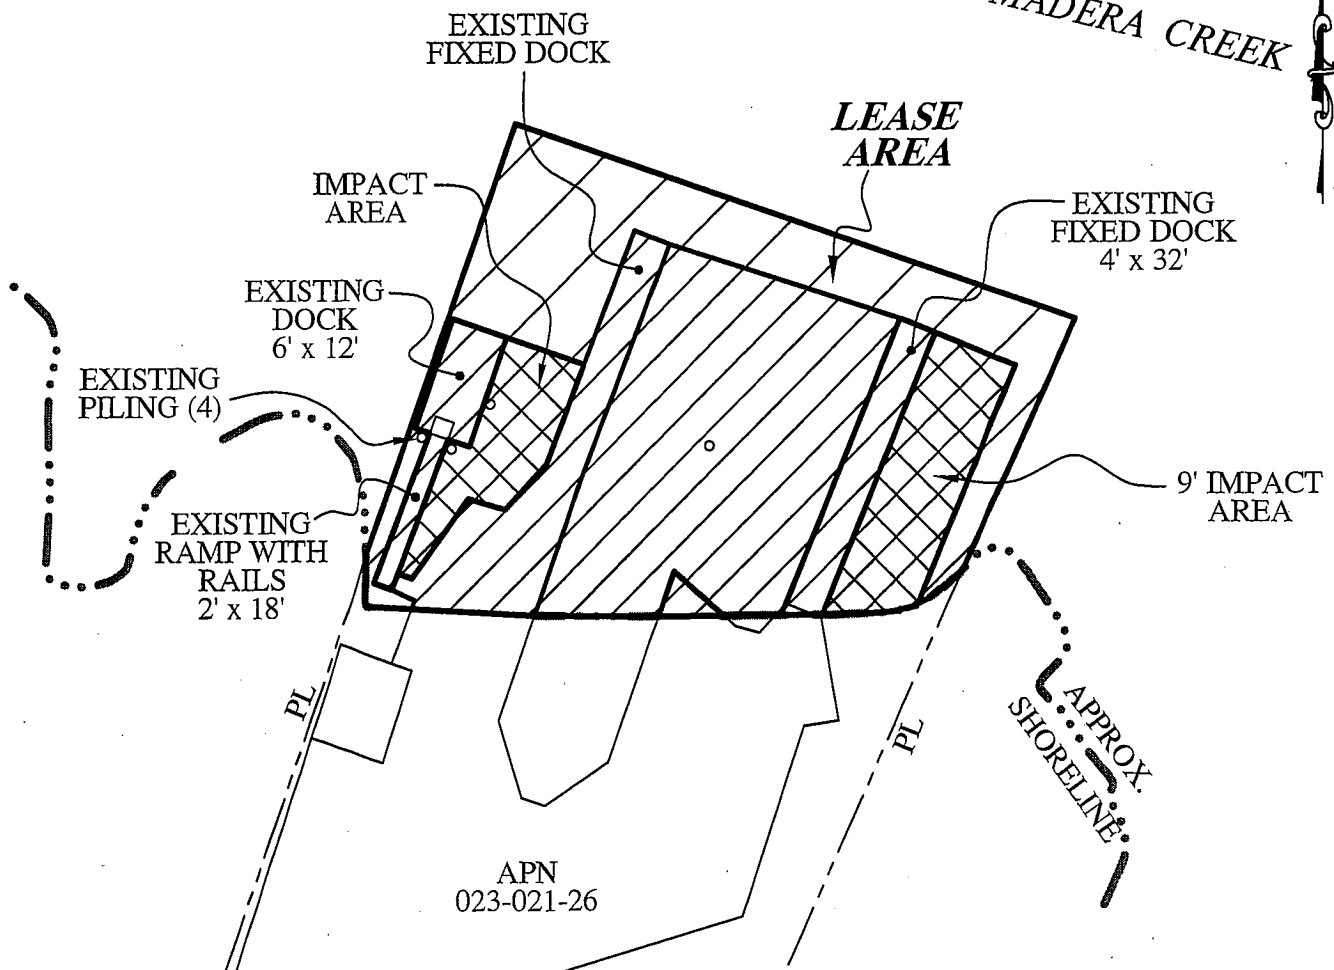 MADERA CREEK
EXISTING
FIXED DOCK
LEASE
AREA
IMPACT
AREA
EXISTING
FIXED DOCK
4' x 32'
EXISTING
DOCK
6' x 12'
EXISTING
PILING (4)
9' IMPACT
AREA
EXISTING
RAMP WITH
RAILS
2' x 18'
PL
PL
APPROX.
SHORELINE
APN
023-021-26